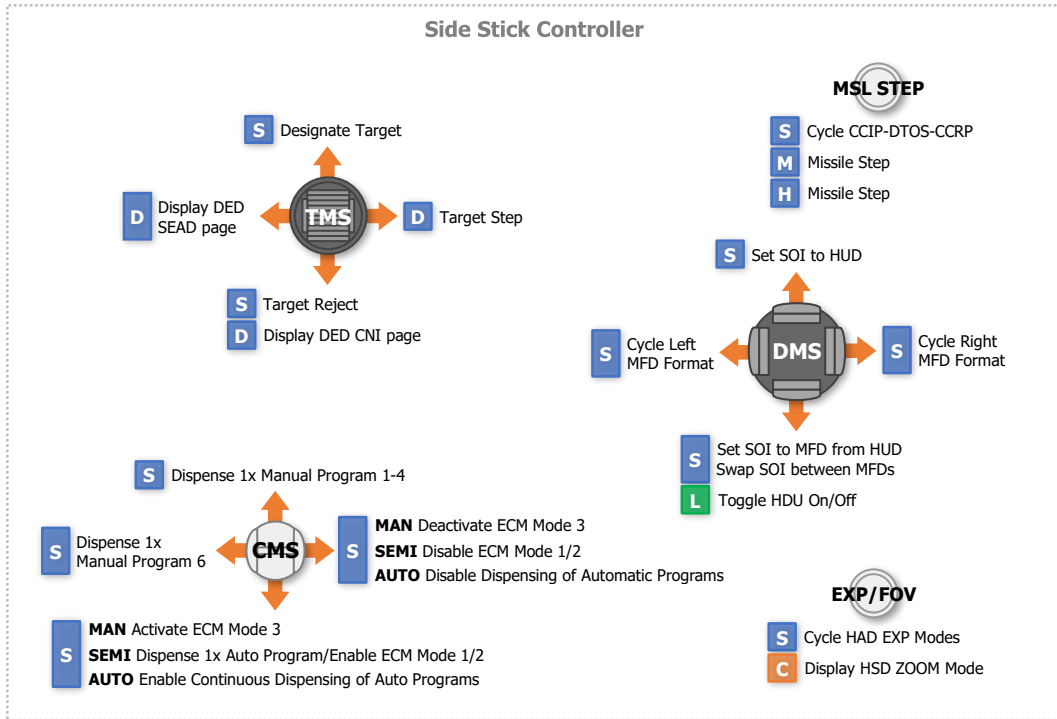 Side Stick Controller
S Designate Target
D Display DED
SEAD page
TMS
D Target Step
S Target Reject
D Display DED CNI page
MSL STEP
S Cycle CCIP-DTOS-CCRP
M Missile Step
H Missile Step
S Set SOI to HUD
S Cycle Left
MFD Format
DMS
S Cycle Right
MFD Format
S Set SOI to MFD from HUD
Swap SOI between MFDs
L Toggle HDU On/Off
S Dispense 1x Manual Program 1-4
S Dispense 1x
Manual Program 6
CMS
S MAN Deactivate ECM Mode 3
SEMI Disable ECM Mode 1/2
AUTO Disable Dispensing of Automatic Programs
S MAN Activate ECM Mode 3
SEMI Dispense 1x Auto Program/Enable ECM Mode 1/2
AUTO Enable Continuous Dispensing of Auto Programs
EXP/FOV
S Cycle HAD EXP Modes
C Display HSD ZOOM Mode